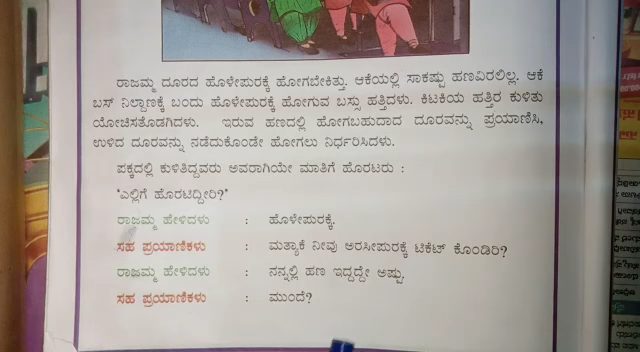 ರಾಜಮ್ಮ ದೂರದ ಹೊಳೇಪುರಕ್ಕೆ ಹೋಗಬೇಕಿತ್ತು. ಆಕೆಯಲ್ಲಿ ಸಾಕಷ್ಟು ಹಣವಿರಲಿಲ್ಲ. ಆಕೆ
ಬಸ್ ನಿಲ್ದಾಣಕ್ಕೆ ಬಂದು ಹೊಳೇಪುರಕ್ಕೆ ಹೋಗುವ ಬಸ್ಸು ಹತ್ತಿದಳು. ಕಿಟಕಿಯ ಹತ್ತಿರ ಕುಳಿತು
ಯೋಚಿಸತೊಡಗಿದಳು. ಇರುವ ಹಣದಲ್ಲಿ ಹೋಗಬಹುದಾದ ದೂರವನ್ನು ಪ್ರಯಾಣಿಸಿ,
ಉಳಿದ ದೂರವನ್ನು ನಡೆದುಕೊಂಡೇ ಹೋಗಲು ನಿರ್ಧರಿಸಿದಳು.
ಪಕ್ಕದಲ್ಲಿ ಕುಳಿತಿದ್ದವರು ಅವರಾಗಿಯೇ ಮಾತಿಗೆ ಹೊರಟರು :
"ಎಲ್ಲಿಗೆ ಹೊರಟಿದ್ದೀರಿ?"
ರಾಜಮ್ಮ ಹೇಳಿದಳು : ಹೊಳೇಪುರಕ್ಕೆ.
ಸಹ ಪ್ರಯಾಣಿಕಳು : ಮತ್ಯಾಕೆ ನೀವು ಅರಸೀಪುರಕ್ಕೆ ಟಿಕೆಟ್ ಕೊಂಡಿರಿ?
ರಾಜಮ್ಮ ಹೇಳಿದಳು : ನನ್ನಲ್ಲಿ ಹಣ ಇದ್ದದ್ದೇ ಅಷ್ಟು.
ಸಹ ಪ್ರಯಾಣಿಕಳು : ಮುಂದೆ?